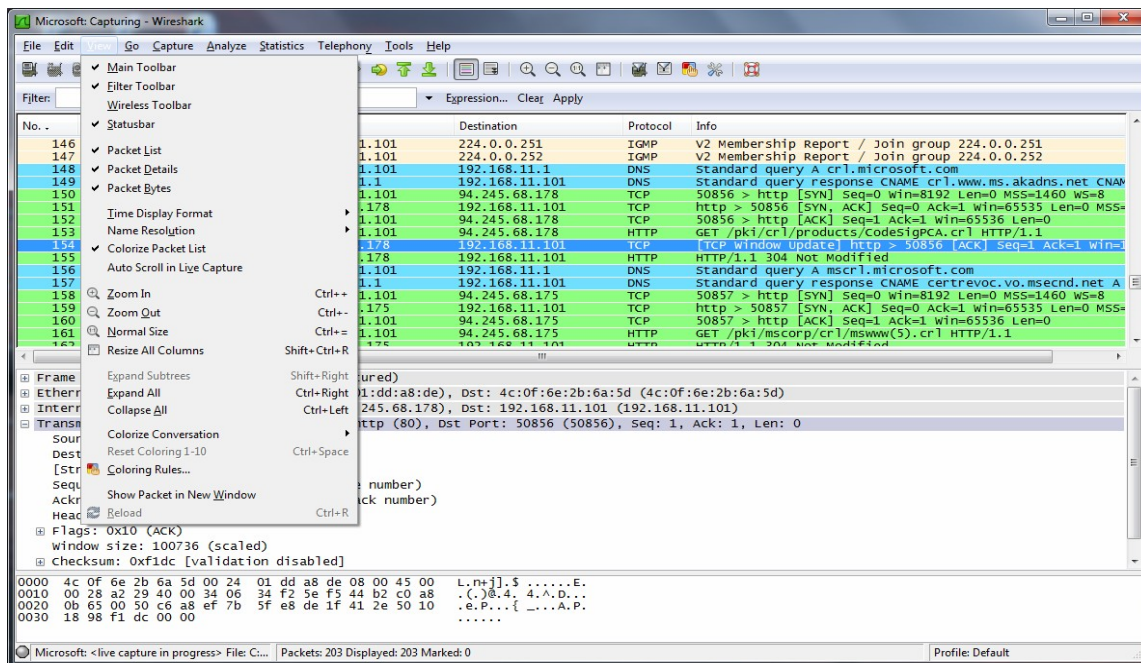 Microsoft: Capturing - Wireshark
File Edit View Go Capture Analyze Statistics Telephony Tools Help
Filter: Expression... Clear Apply
Main Toolbar
Filter Toolbar
Wireless Toolbar
Statusbar
Packet List
Packet Details
Packet Bytes
Time Display Format
Name Resolution
Colorize Packet List
Auto Scroll in Live Capture
Zoom In Ctrl++
Zoom Out Ctrl+-
Normal Size Ctrl+=
Resize All Columns Shift+Ctrl+R
Expand Subtrees Shift+Right
Expand All Ctrl+Right
Collapse All Ctrl+Left
Colorize Conversation
Reset Coloring 1-10 Ctrl+Space
Coloring Rules...
Show Packet in New Window
Reload Ctrl+R
No. . Destination Protocol Info
146 1.101 224.0.0.251 IGMP V2 Membership Report / Join group 224.0.0.251
147 1.101 224.0.0.252 IGMP V2 Membership Report / Join group 224.0.0.252
148 1.101 192.168.11.1 DNS Standard query A crl.microsoft.com
149 1.1 192.168.11.101 DNS Standard query response CNAME crl.www.ms.akadns.net CNAM
150 1.101 94.245.68.178 TCP 50856 > http [SYN] Seq=0 Win=8192 Len=0 MSS=1460 WS=8
151 .178 192.168.11.101 TCP http > 50856 [SYN, ACK] Seq=0 Ack=1 Win=65535 Len=0 MSS=
152 1.101 94.245.68.178 TCP 50856 > http [ACK] Seq=1 Ack=1 Win=65536 Len=0
153 1.101 94.245.68.178 HTTP GET /pki/crl/products/CodeSigPCA.crl HTTP/1.1
154 .178 192.168.11.101 TCP [TCP Window Update] http > 50856 [ACK] Seq=1 Ack=1 Win=1
155 .178 192.168.11.101 HTTP HTTP/1.1 304 Not Modified
156 1.101 192.168.11.1 DNS Standard query A mscrl.microsoft.com
157 1.1 192.168.11.101 DNS Standard query response CNAME certrevoc.vo.msecnd.net A
158 1.101 94.245.68.175 TCP 50857 > http [SYN] Seq=0 Win=8192 Len=0 MSS=1460 WS=8
159 .175 192.168.11.101 TCP http > 50857 [SYN, ACK] Seq=0 Ack=1 Win=65535 Len=0 MSS=
160 1.101 94.245.68.175 TCP 50857 > http [ACK] Seq=1 Ack=1 Win=65536 Len=0
161 1.101 94.245.68.175 HTTP GET /pki/mscorp/crl/mswww(5).crl HTTP/1.1
162 .175 192.168.11.101 HTTP HTTP/1.1 304 Not Modified
Frame ured)
Ethern 01:dd:a8:de), Dst: 4c:0f:6e:2b:6a:5d (4c:0f:6e:2b:6a:5d)
Intern 245.68.178), Dst: 192.168.11.101 (192.168.11.101)
Transm http (80), Dst Port: 50856 (50856), Seq: 1, Ack: 1, Len: 0
Sour
Dest
[Str
Sequ e number)
Ackn ack number)
Head
Flags: 0x10 (ACK)
Window size: 100736 (scaled)
Checksum: 0xf1dc [validation disabled]
0000 4c 0f 6e 2b 6a 5d 00 24 01 dd a8 de 08 00 45 00 L.n+j].$ ......E.
0010 00 28 a2 29 40 00 34 06 34 f2 5e f5 44 b2 c0 a8 .(.)@.4. 4.^.D...
0020 0b 65 00 50 c6 a8 ef 7b 5f e8 de 1f 41 2e 50 10 .e.P...{ _...A.P.
0030 18 98 f1 dc 00 00 ......
Microsoft: <live capture in progress> File: C:... Packets: 203 Displayed: 203 Marked: 0 Profile: Default